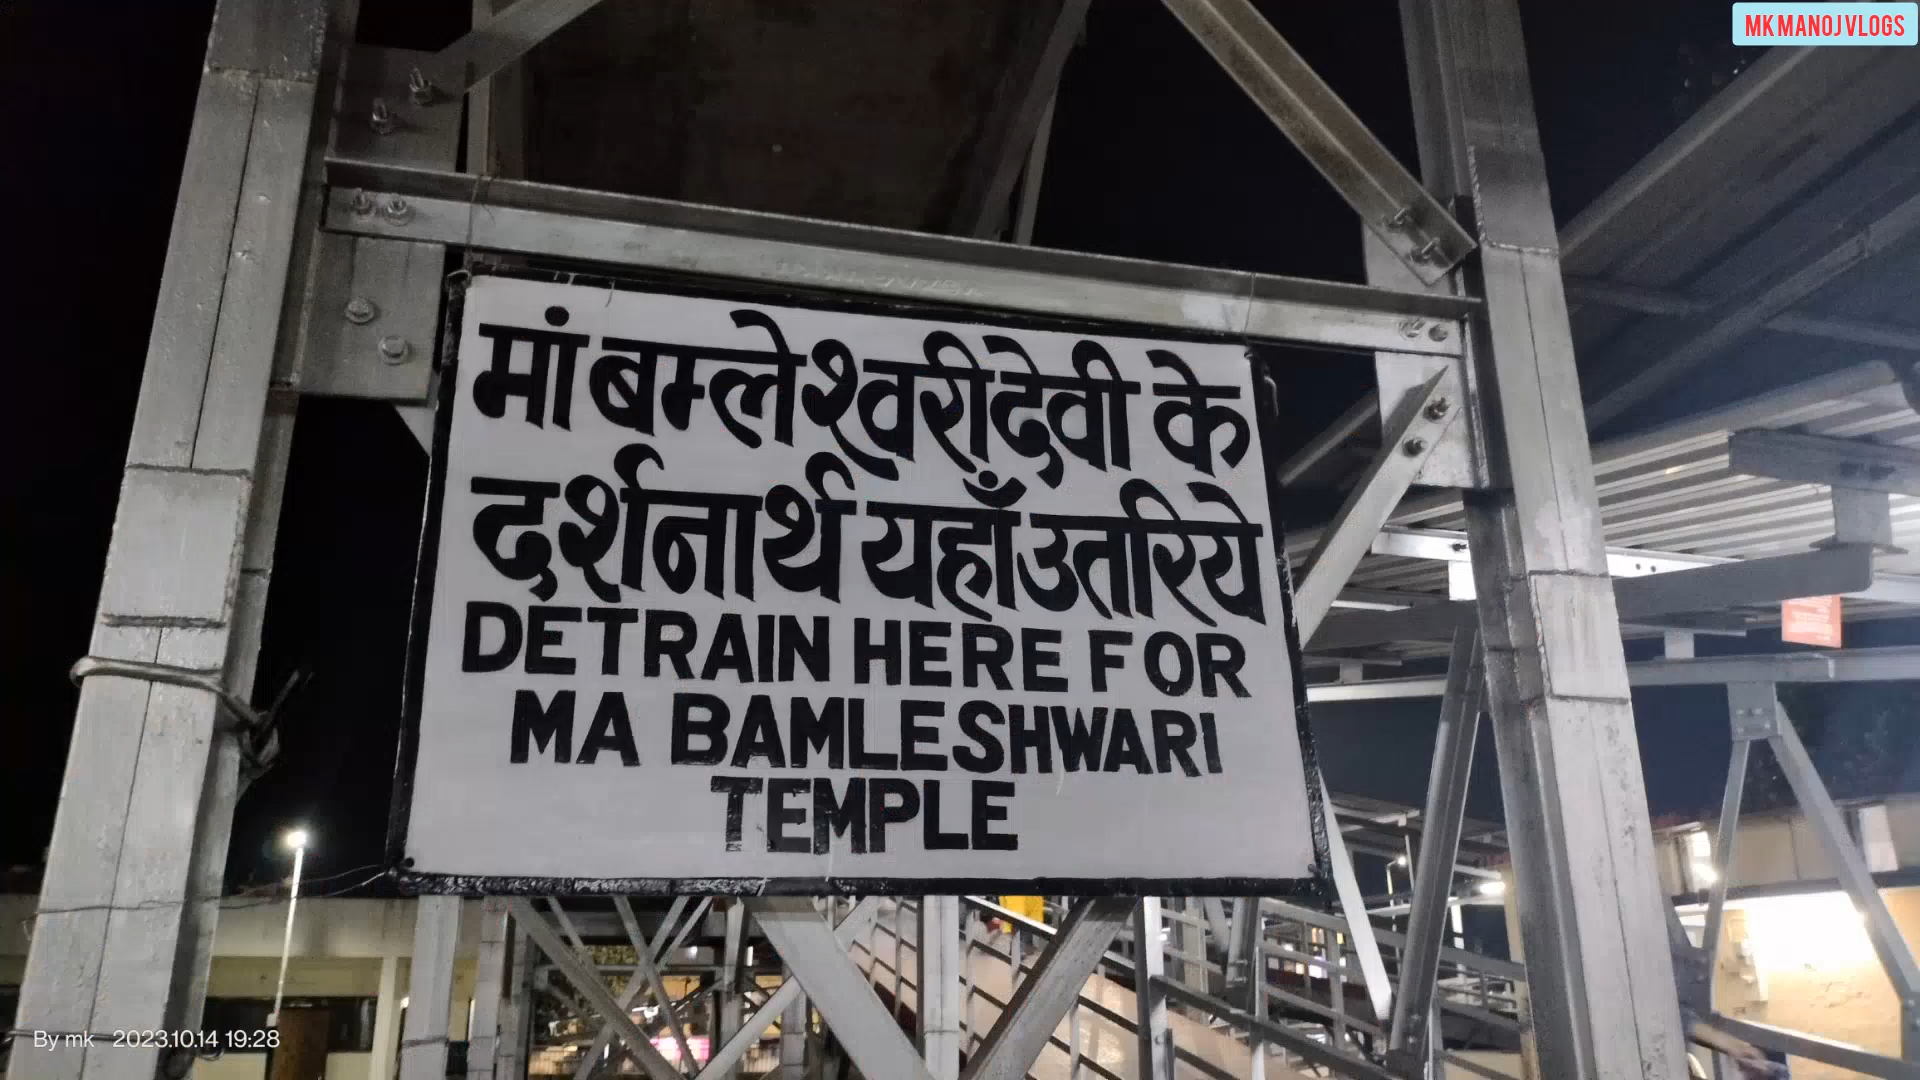 MK MANOJ VLOGS
मां बम्लेश्वरी देवी के
दर्शनार्थ यहाँ उतरिये
DETRAIN HERE FOR
MA BAMLESHWARI
TEMPLE
By mk 2023.10.14 19:28